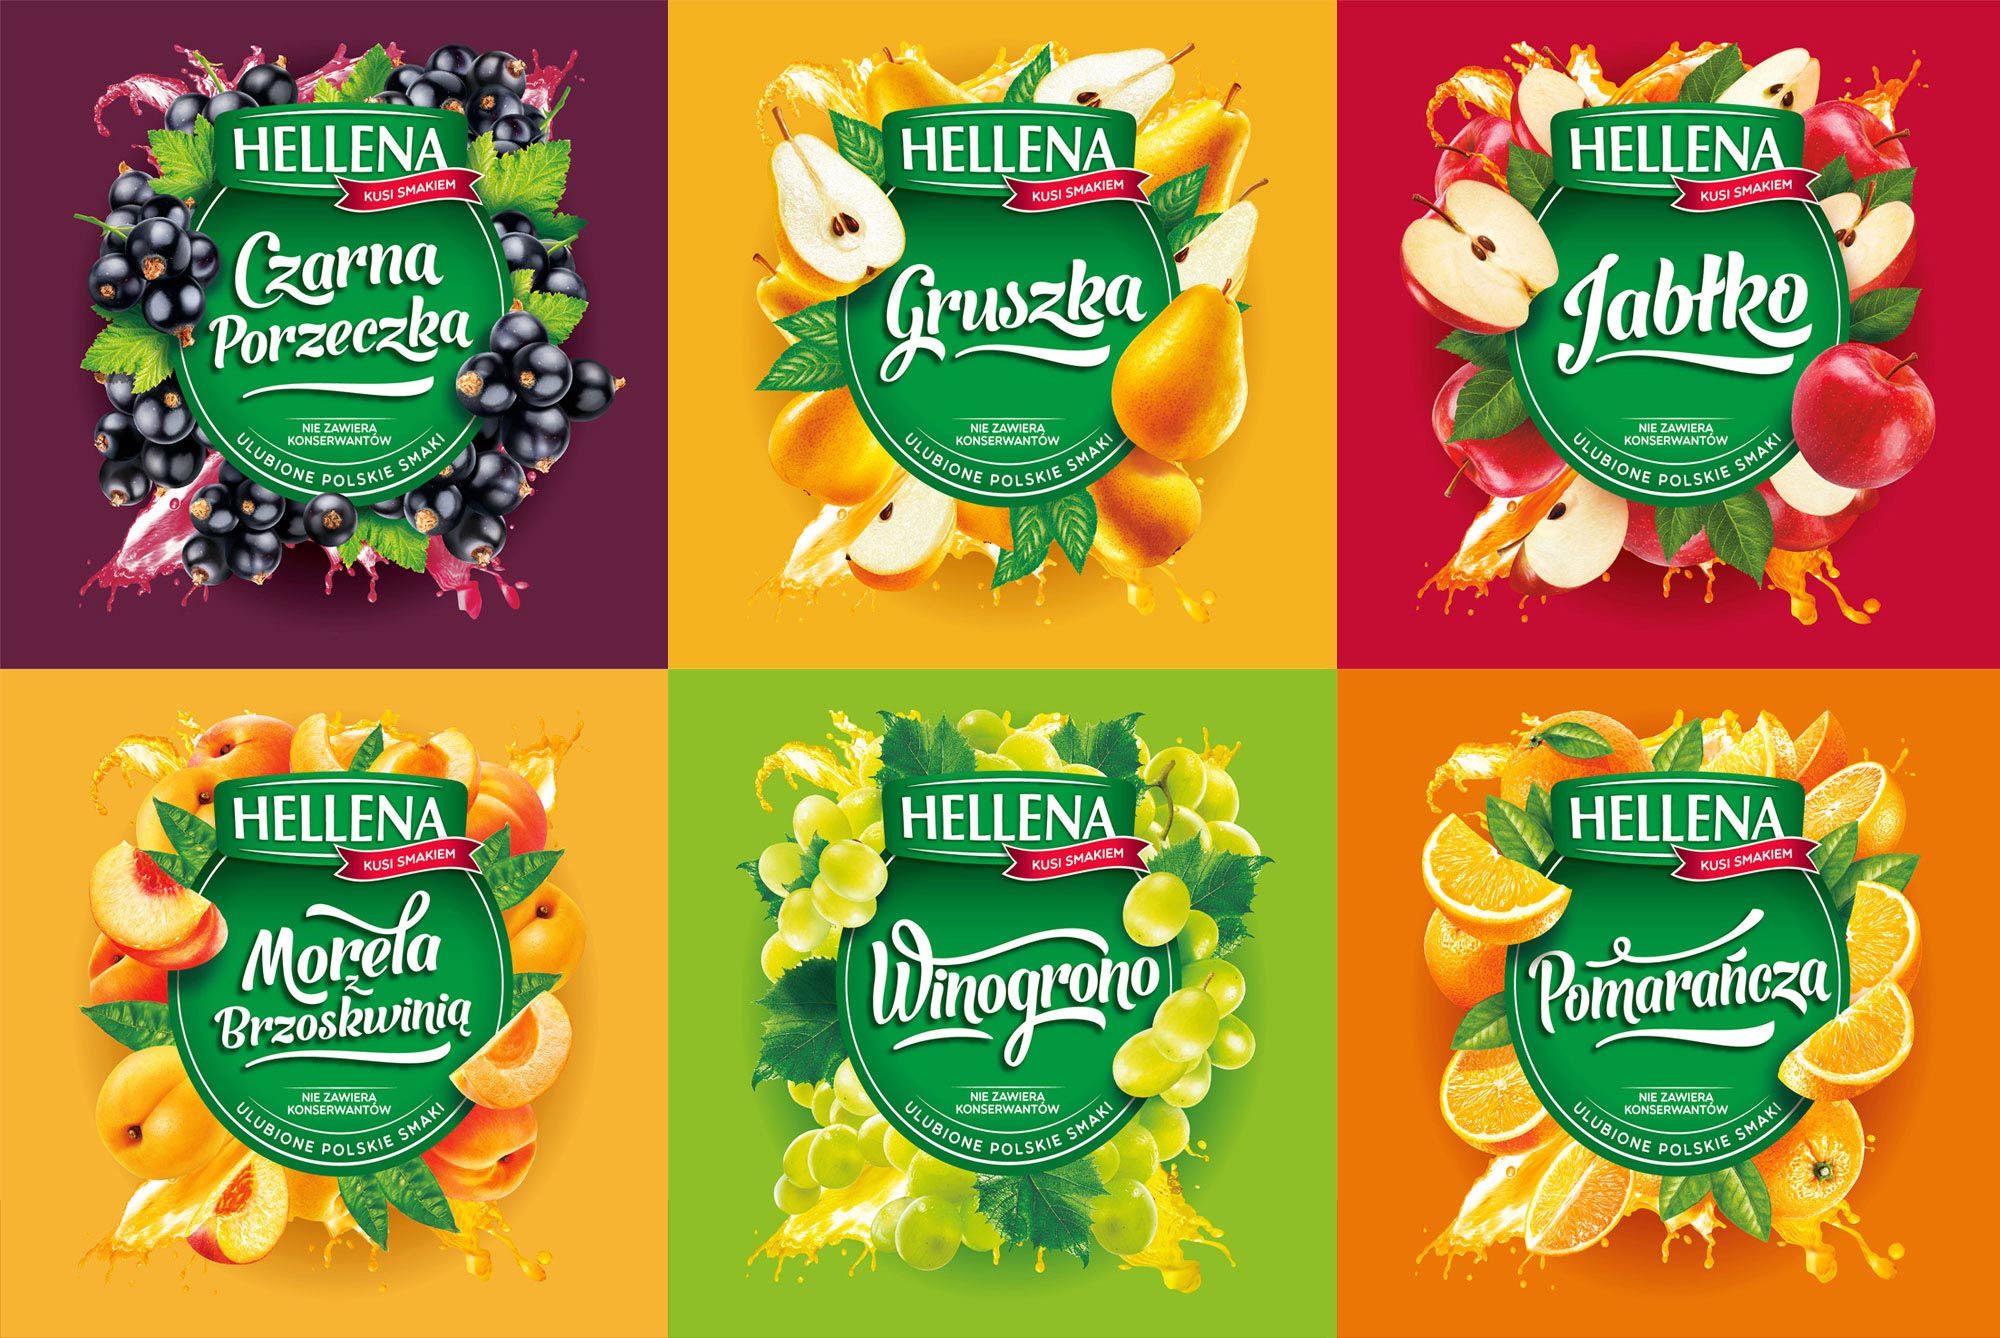 HELLENA
KUSI SMAKIEM
Czarna
Porzeczka
NIE ZAWIERA
KONSERWANTÓW
ULUBIONE POLSKIE SMAKI
HELLENA
KUSI SMAKIEM
Gruszka
NIE ZAWIERA
KONSERWANTÓW
ULUBIONE POLSKIE SMAKI
HELLENA
KUSI SMAKIEM
Jabłko
NIE ZAWIERA
KONSERWANTÓW
ULUBIONE POLSKIE SMAKI
HELLENA
KUSI SMAKIEM
Morela
z
Brzoskwinią
NIE ZAWIERA
KONSERWANTÓW
ULUBIONE POLSKIE SMAKI
HELLENA
KUSI SMAKIEM
Winogrono
NIE ZAWIERA
KONSERWANTÓW
ULUBIONE POLSKIE SMAKI
HELLENA
KUSI SMAKIEM
Pomarańcza
NIE ZAWIERA
KONSERWANTÓW
ULUBIONE POLSKIE SMAKI